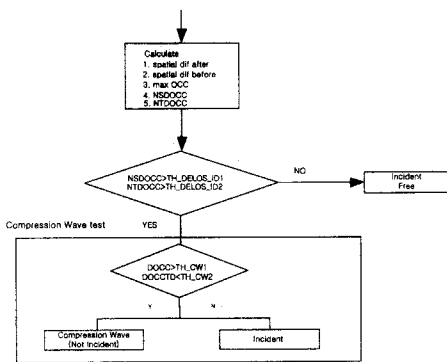 Calculate
1. spatial dif after
2. spatial dif before
3. max OCC
4. NSDOCC
5. NTDOCC
NSDOCC>TH_DELOS_ID1
NTDOCC>TH_DELOS_ID2
NO
Incident
Free
Compression Wave test
YES
DOCC>TH_CW1
DOCCTD<TH_CW2
Y
N
Compression Wave
(Not Incident)
Incident